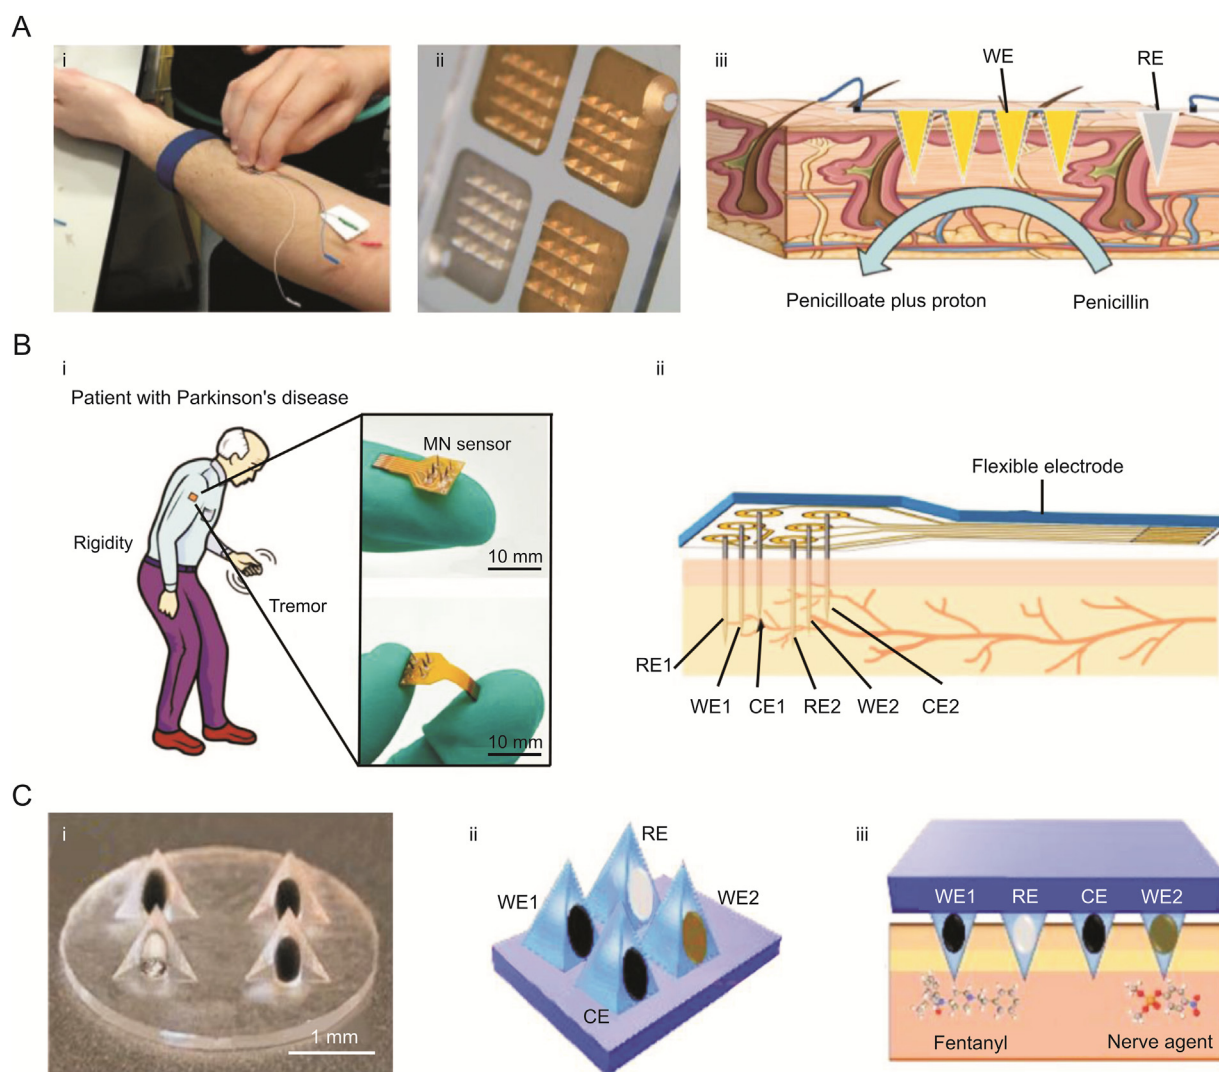 A
i
ii
iii
WE
RE
Penicilloate plus proton
Penicillin
B
i
Patient with Parkinson's disease
MN sensor
10 mm
Rigidity
Tremor
10 mm
ii
Flexible electrode
RE1
WE1
CE1
RE2
WE2
CE2
C
i
1 mm
ii
RE
WE1
WE2
CE
iii
WE1
RE
CE
WE2
Fentanyl
Nerve agent